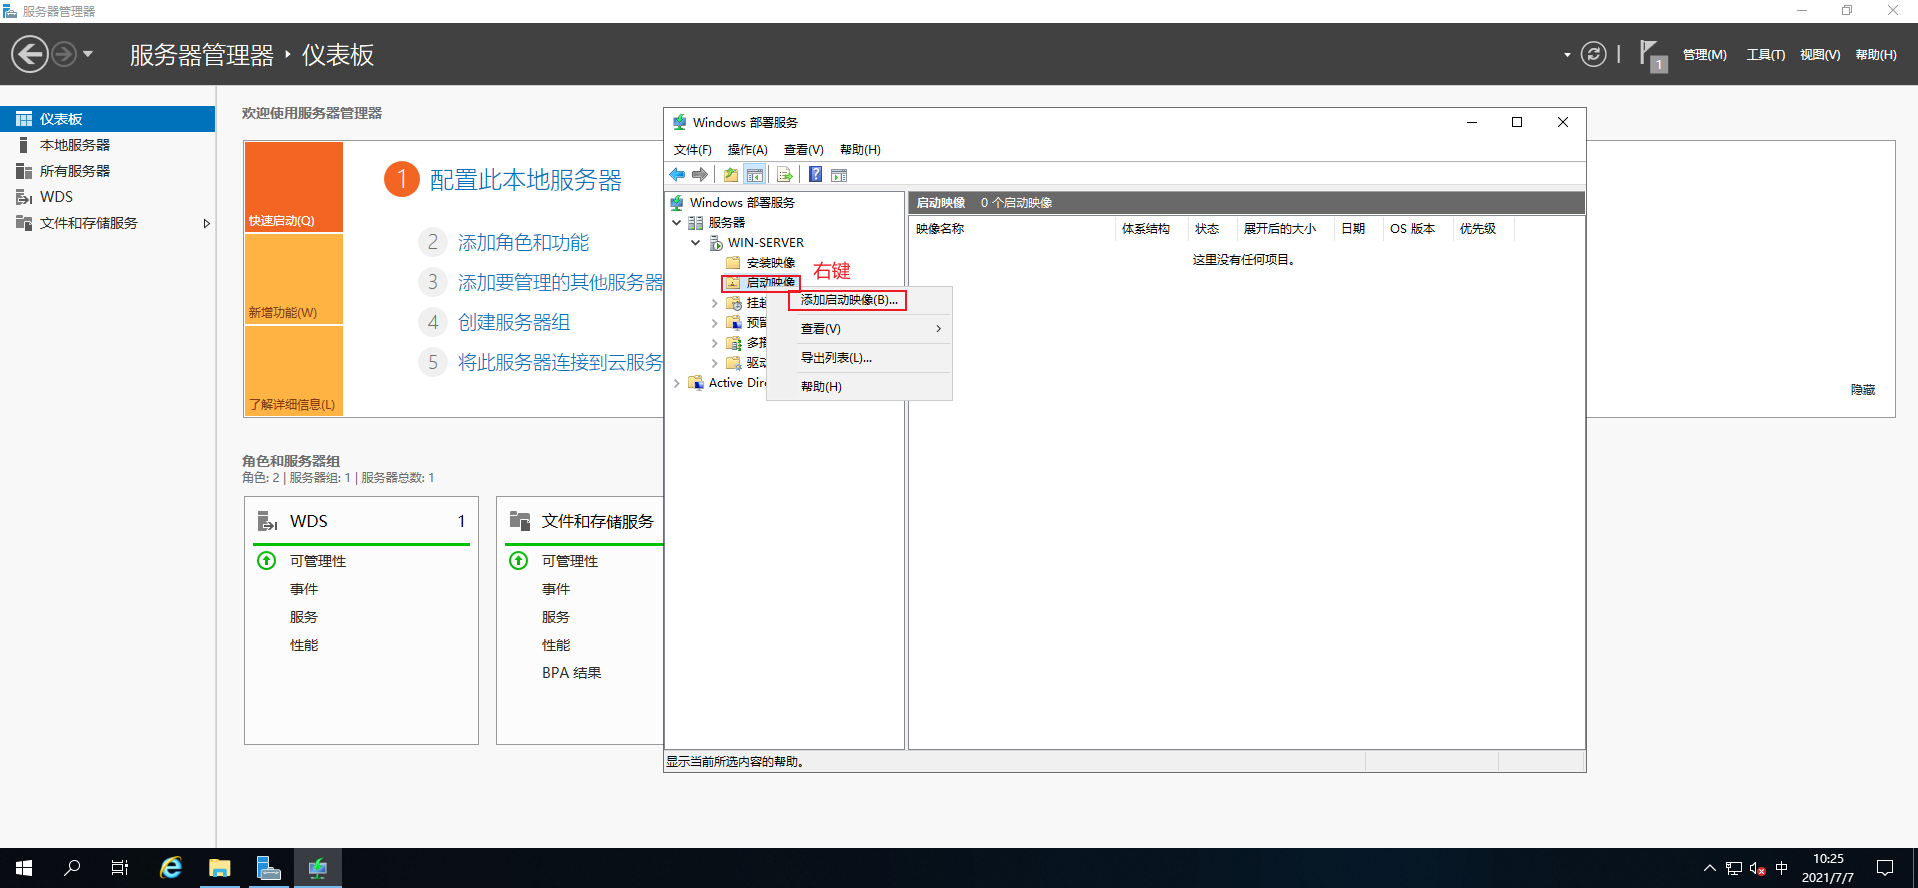 服务器管理器
服务器管理器 ‣ 仪表板
1
管理(M) 工具(T) 视图(V) 帮助(H)
仪表板
本地服务器
所有服务器
WDS
文件和存储服务
欢迎使用服务器管理器
快速启动(Q)
新增功能(W)
了解详细信息(L)
1 配置此本地服务器
2 添加角色和功能
3 添加要管理的其他服务器
4 创建服务器组
5 将此服务器连接到云服务
隐藏
角色和服务器组
角色: 2 | 服务器组: 1 | 服务器总数: 1
WDS 1
可管理性
事件
服务
性能
文件和存储服务
可管理性
事件
服务
性能
BPA 结果
Windows 部署服务
文件(F) 操作(A) 查看(V) 帮助(H)
Windows 部署服务
服务器
WIN-SERVER
安装映像
启动映像
右键
挂起
预留
多播
驱动
Active Dire
添加启动映像(B)...
查看(V)
导出列表(L)...
帮助(H)
启动映像 0 个启动映像
映像名称 体系结构 状态 展开后的大小 日期 OS 版本 优先级
这里没有任何项目。
显示当前所选内容的帮助。
中
10:25
2021/7/7